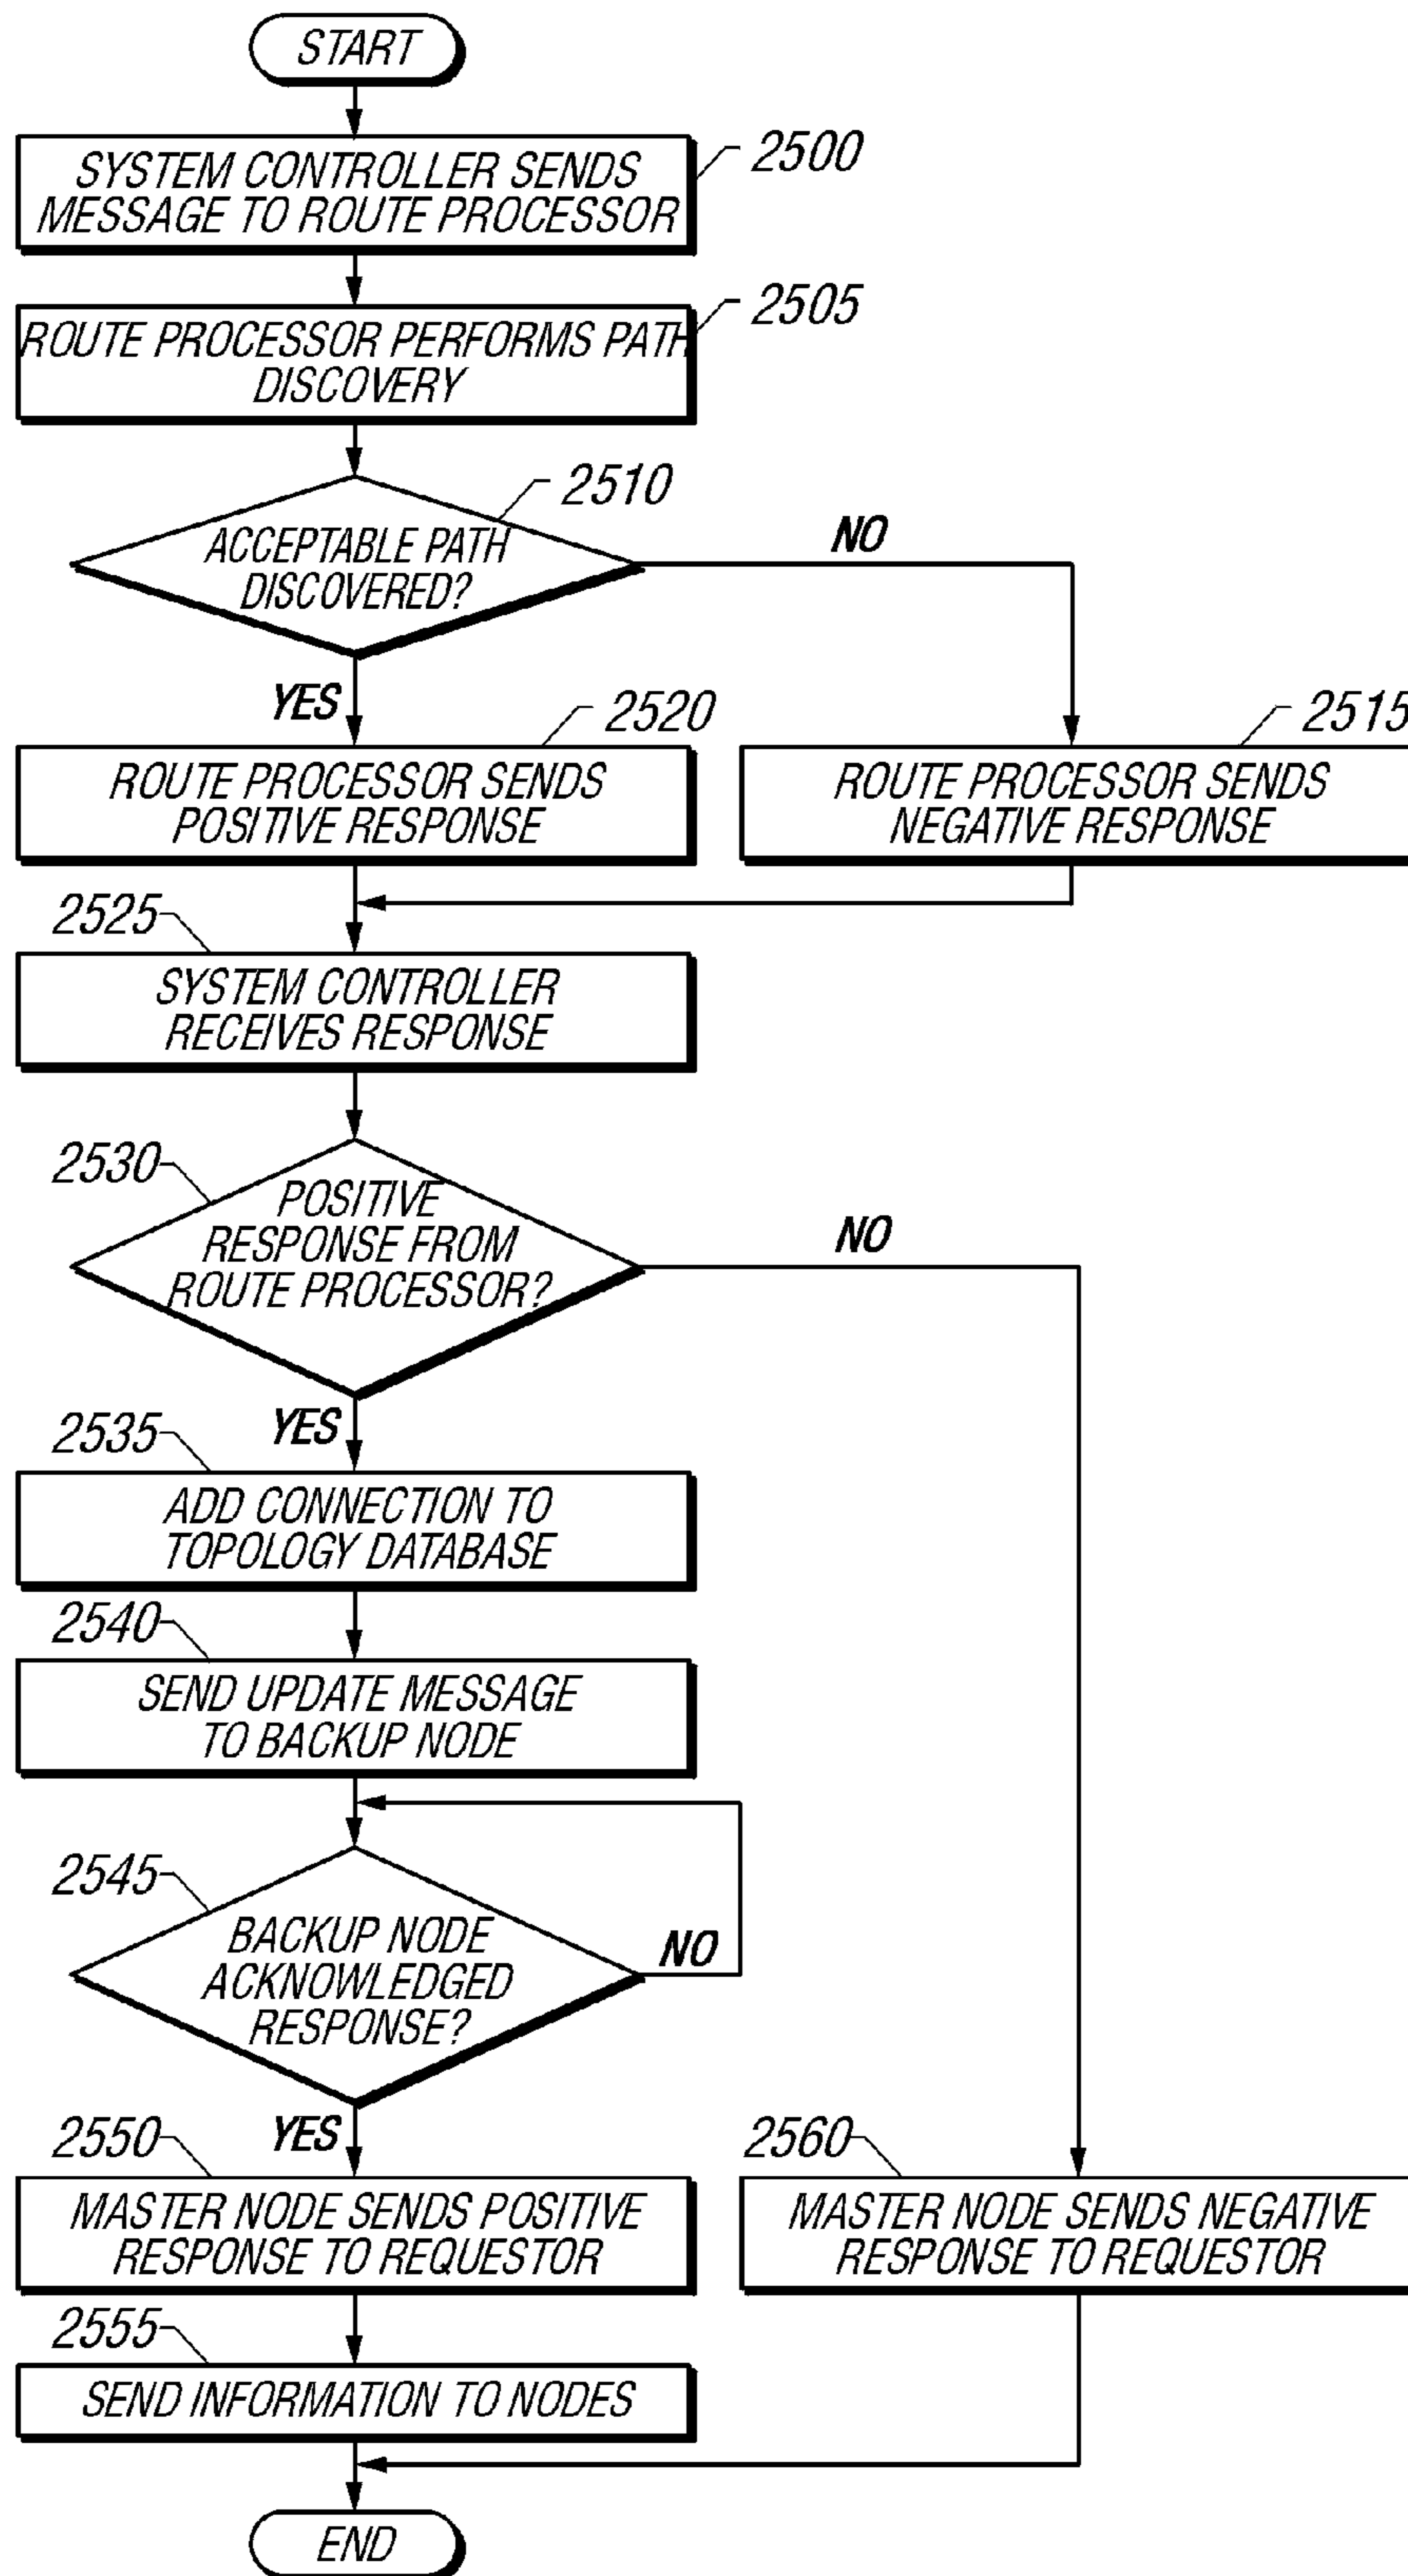 START
SYSTEM CONTROLLER SENDS
MESSAGE TO ROUTE PROCESSOR
2500
ROUTE PROCESSOR PERFORMS PATH
DISCOVERY
2505
2510
ACCEPTABLE PATH
DISCOVERED?
NO
YES
2520
ROUTE PROCESSOR SENDS
POSITIVE RESPONSE
2515
ROUTE PROCESSOR SENDS
NEGATIVE RESPONSE
2525
SYSTEM CONTROLLER
RECEIVES RESPONSE
2530
POSITIVE
RESPONSE FROM
ROUTE PROCESSOR?
NO
YES
2535
ADD CONNECTION TO
TOPOLOGY DATABASE
2540
SEND UPDATE MESSAGE
TO BACKUP NODE
2545
BACKUP NODE
ACKNOWLEDGED
RESPONSE?
NO
YES
2550
MASTER NODE SENDS POSITIVE
RESPONSE TO REQUESTOR
2560
MASTER NODE SENDS NEGATIVE
RESPONSE TO REQUESTOR
2555
SEND INFORMATION TO NODES
END